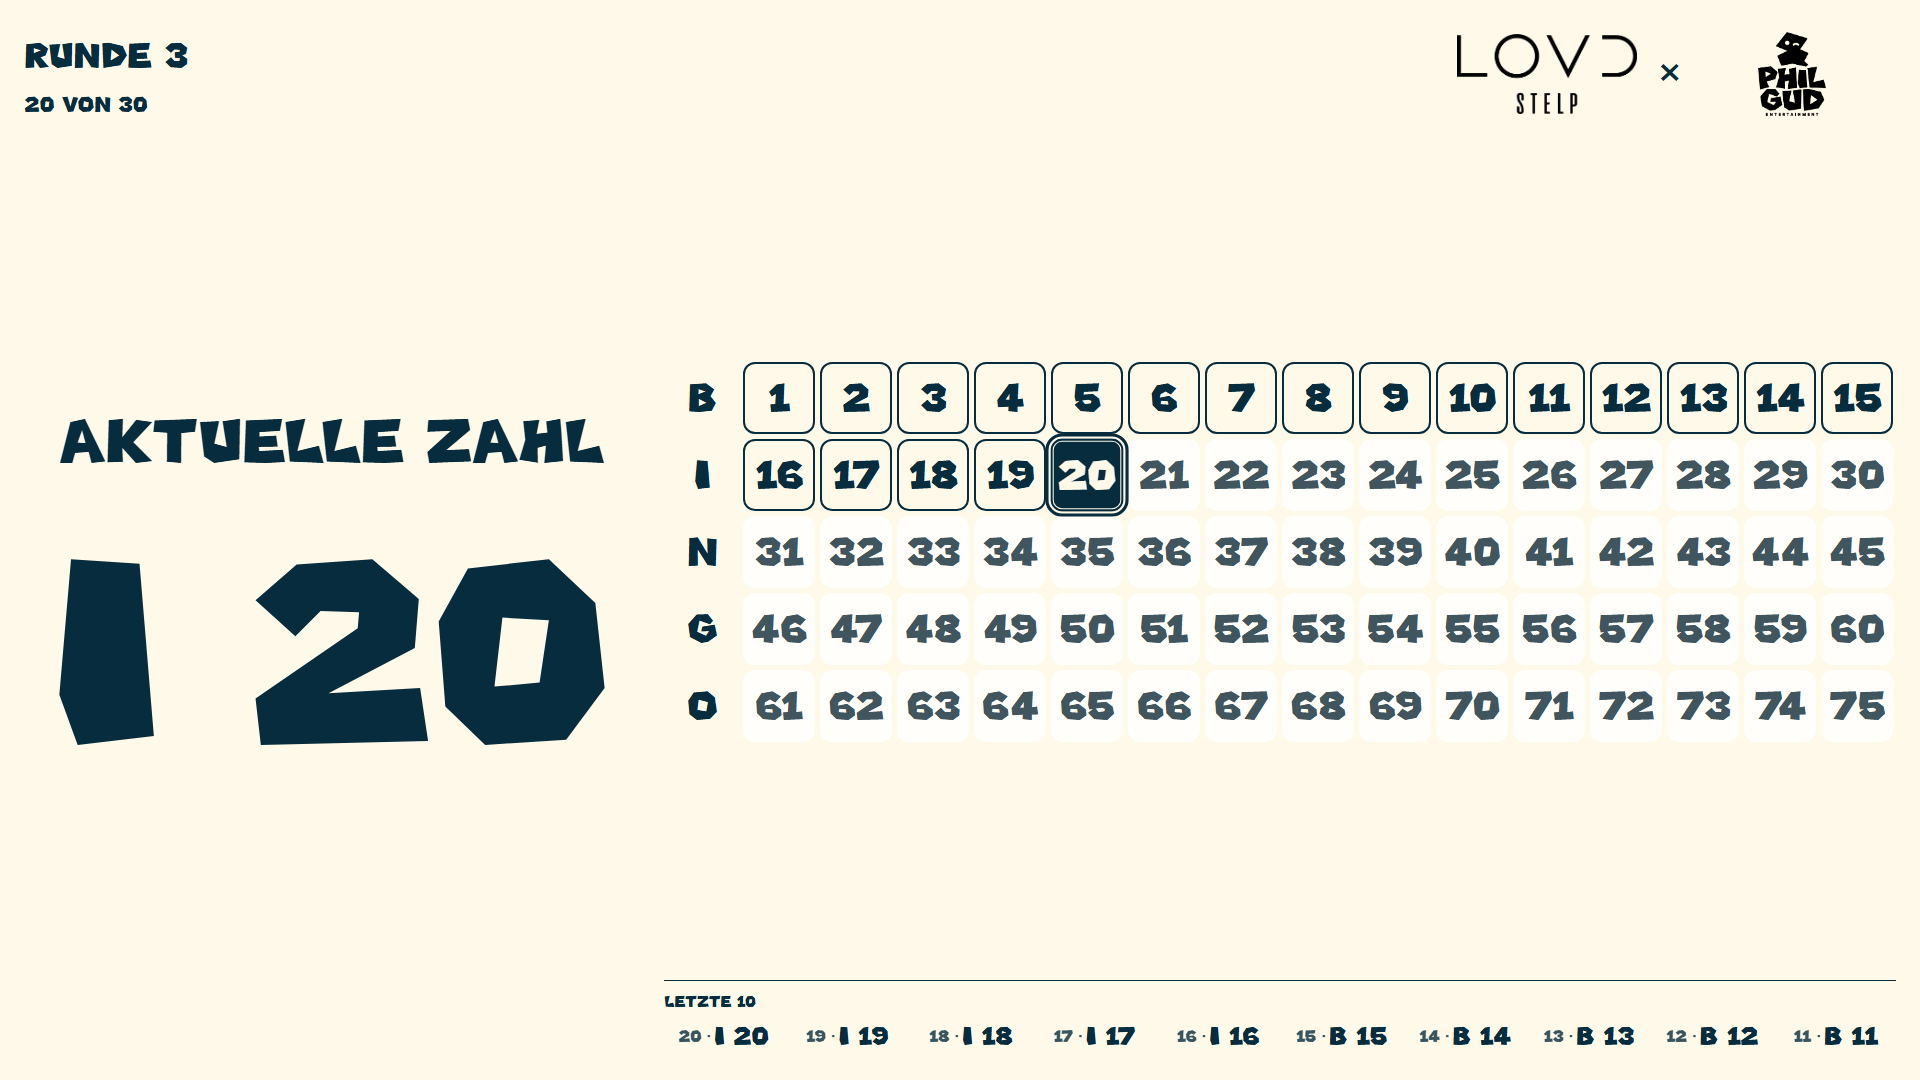 RUNDE 3
20 VON 30
LOVD
STELP
×
PHIL
GUD
ENTERTAINMENT
AKTUELLE ZAHL
I 20
B 1 2 3 4 5 6 7 8 9 10 11 12 13 14 15
I 16 17 18 19 20 21 22 23 24 25 26 27 28 29 30
N 31 32 33 34 35 36 37 38 39 40 41 42 43 44 45
G 46 47 48 49 50 51 52 53 54 55 56 57 58 59 60
O 61 62 63 64 65 66 67 68 69 70 71 72 73 74 75
LETZTE 10
20 · I 20 19 · I 19 18 · I 18 17 · I 17 16 · I 16 15 · B 15 14 · B 14 13 · B 13 12 · B 12 11 · B 11